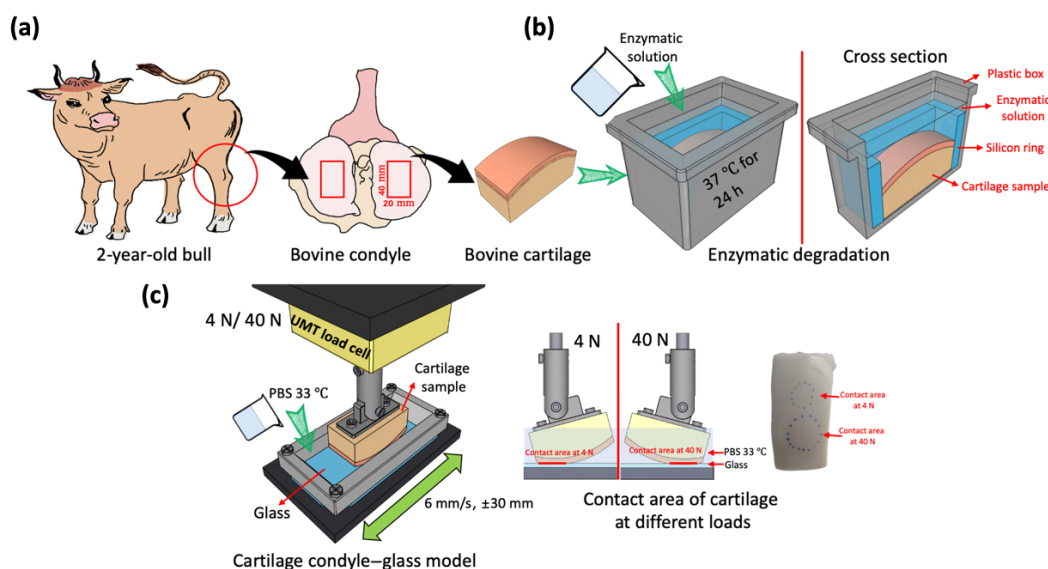 (a)
2-year-old bull
40 mm
20 mm
Bovine condyle
Bovine cartilage
(b)
Enzymatic
solution
37 °C for
24 h
Cross section
Plastic box
Enzymatic
solution
Silicon ring
Cartilage sample
Enzymatic degradation
(c)
4 N/ 40 N
UMT load cell
PBS 33 °C
Cartilage
sample
Glass
6 mm/s, ±30 mm
Cartilage condyle–glass model
4 N
40 N
Contact area at 4 N
Contact area at 40 N
PBS 33 °C
Glass
Contact area of cartilage
at different loads
Contact area
at 4 N
Contact area
at 40 N